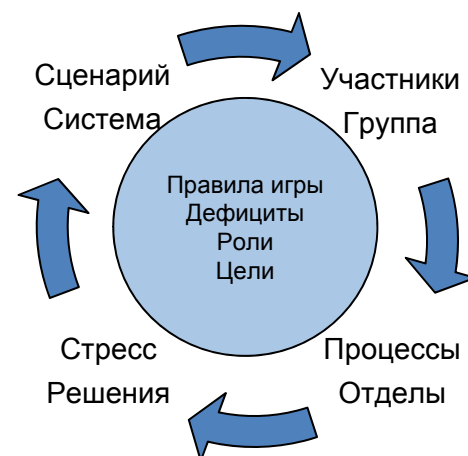 Сценарий
Система
Участники
Группа
Правила игры
Дефициты
Роли
Цели
Стресс
Решения
Процессы
Отделы